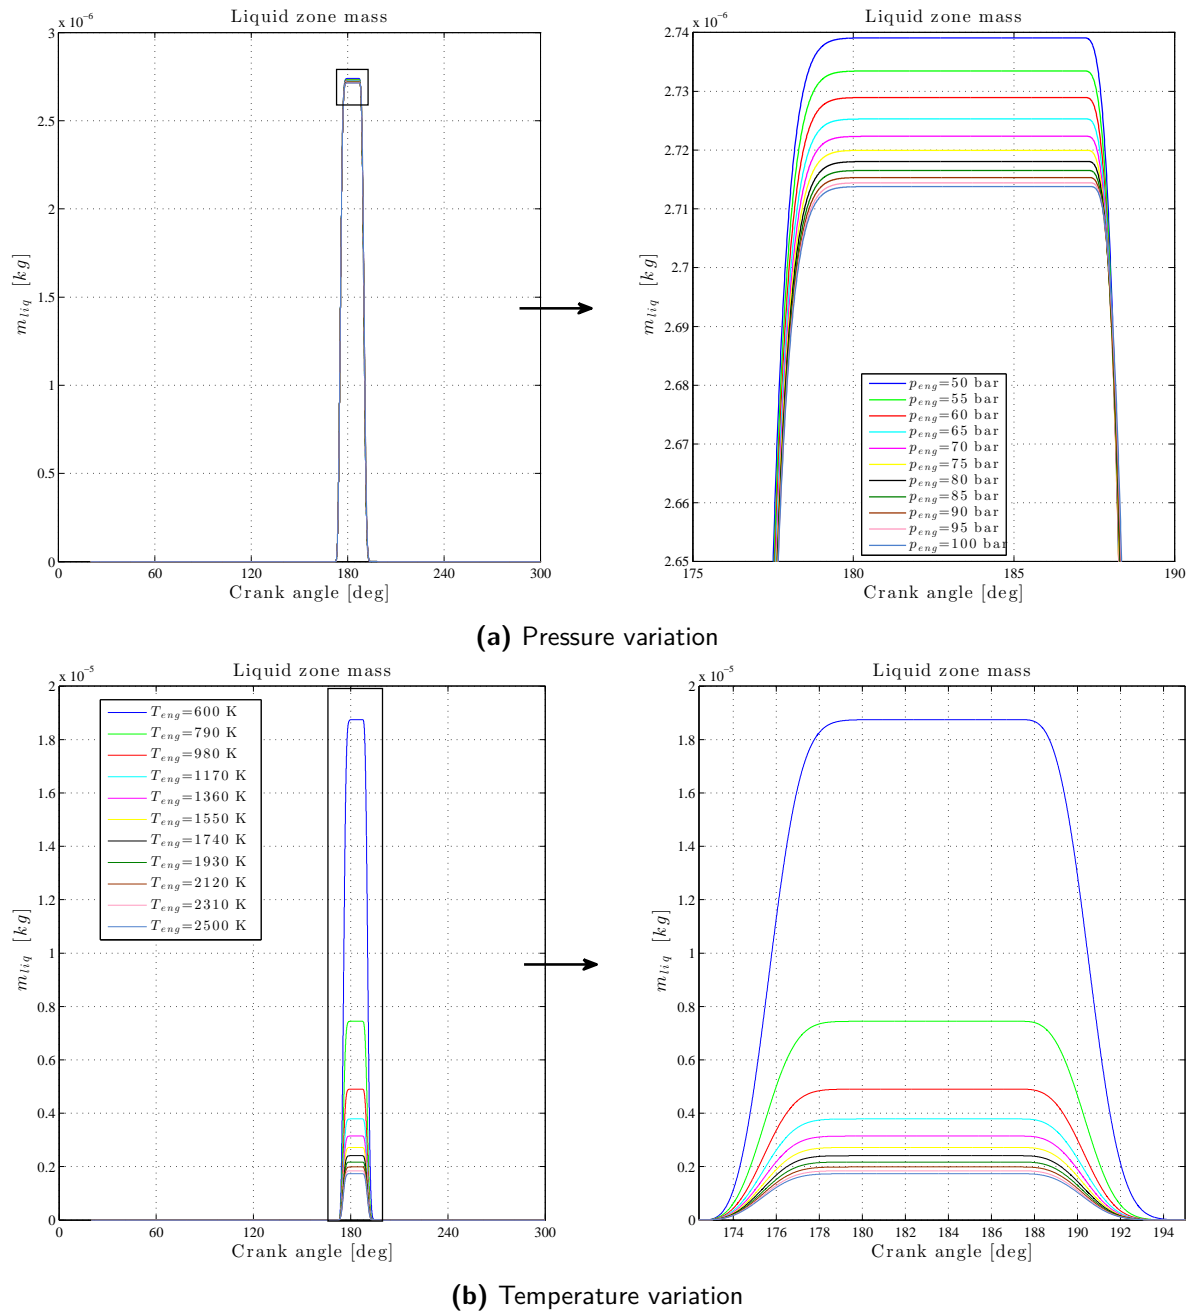 Liquid zone mass
x 10⁻⁶
3
2.5
2
1.5
1
0.5
0
m_liq [kg]
0 60 120 180 240 300
Crank angle [deg]
Liquid zone mass
x 10⁻⁶
2.74
2.73
2.72
2.71
2.7
2.69
2.68
2.67
2.66
2.65
m_liq [kg]
p_eng=50 bar
p_eng=55 bar
p_eng=60 bar
p_eng=65 bar
p_eng=70 bar
p_eng=75 bar
p_eng=80 bar
p_eng=85 bar
p_eng=90 bar
p_eng=95 bar
p_eng=100 bar
175 180 185 190
Crank angle [deg]
(a) Pressure variation
Liquid zone mass
x 10⁻⁵
2
1.8
1.6
1.4
1.2
1
0.8
0.6
0.4
0.2
0
m_liq [kg]
T_eng=600 K
T_eng=790 K
T_eng=980 K
T_eng=1170 K
T_eng=1360 K
T_eng=1550 K
T_eng=1740 K
T_eng=1930 K
T_eng=2120 K
T_eng=2310 K
T_eng=2500 K
0 60 120 180 240 300
Crank angle [deg]
Liquid zone mass
x 10⁻⁵
2
1.8
1.6
1.4
1.2
1
0.8
0.6
0.4
0.2
0
m_liq [kg]
174 176 178 180 182 184 186 188 190 192 194
Crank angle [deg]
(b) Temperature variation